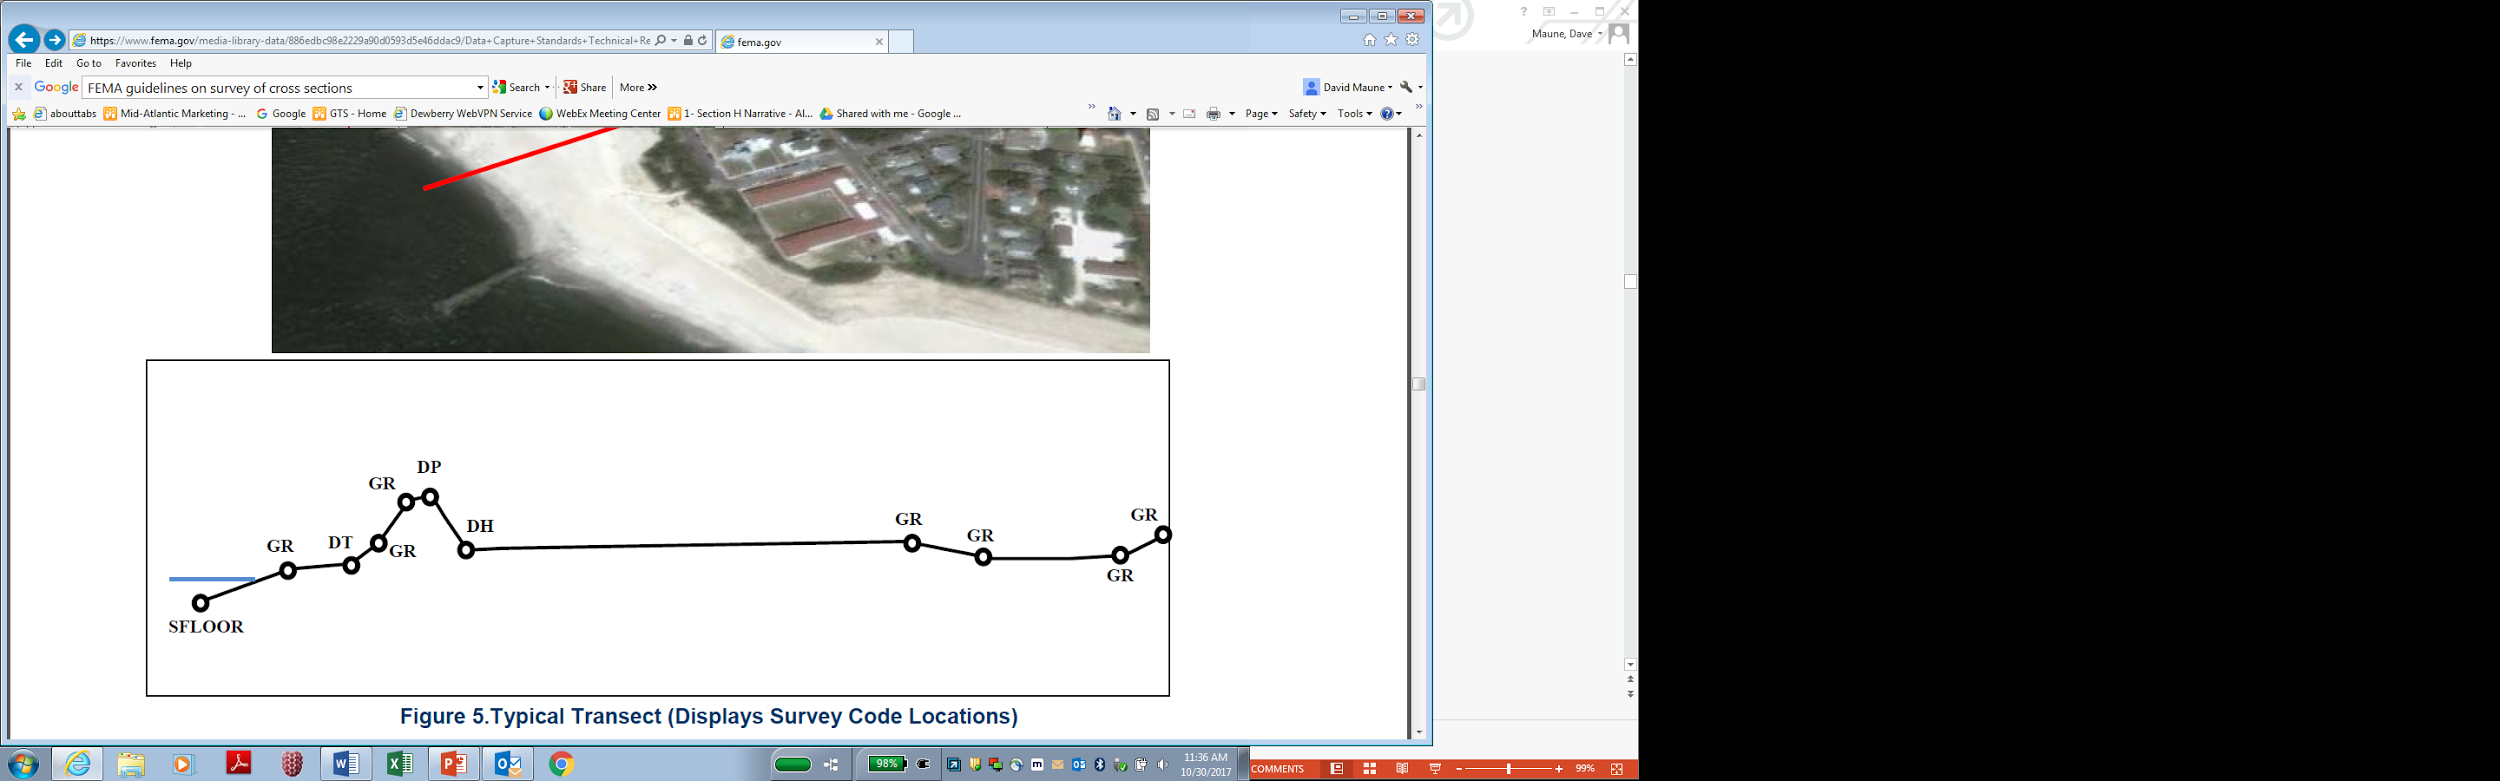 ?
Maune, Dave
https://www.fema.gov/media-library-data/886edbc98e2229a90d0593d5e46ddac9/Data+Capture+Standards+Technical+Re
fema.gov
File Edit Go to Favorites Help
x Google FEMA guidelines on survey of cross sections Search Share More »
David Maune
abouttabs Mid-Atlantic Marketing - ... GTS - Home Google Dewberry WebVPN Service WebEx Meeting Center 1- Section H Narrative - Al... Shared with me - Google ...
Page Safety Tools
DP
GR
DH
GR
DT
GR
GR
GR
GR
GR
SFLOOR
Figure 5.Typical Transect (Displays Survey Code Locations)
98%
11:36 AM
10/30/2017
COMMENTS
99%